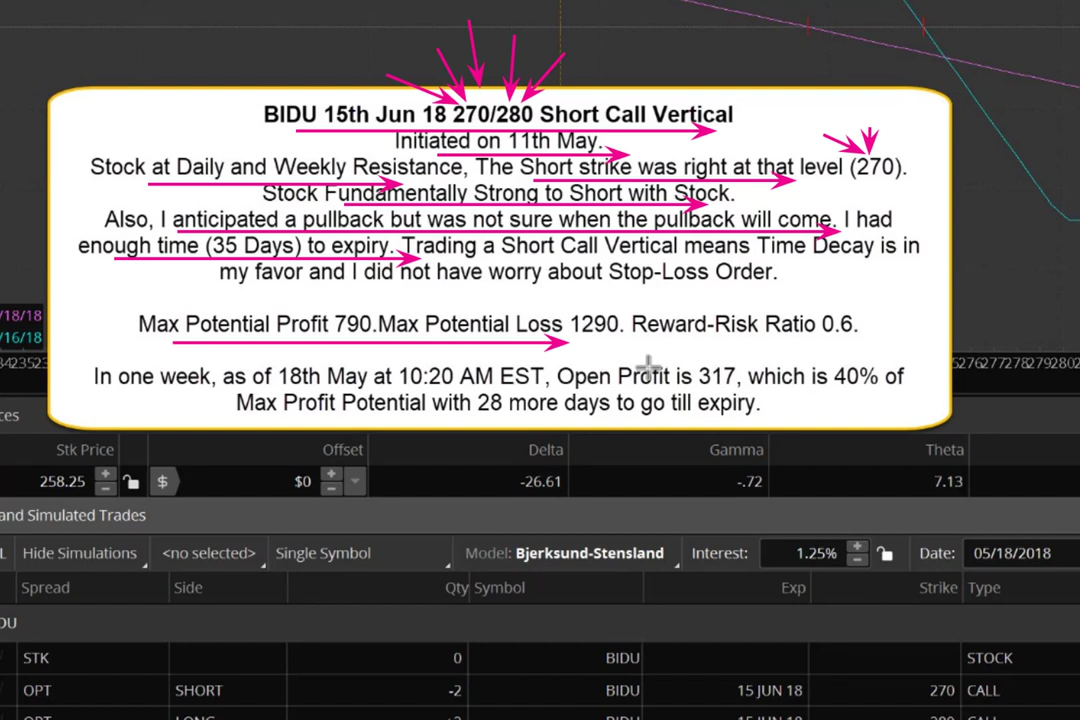 BIDU 15th Jun 18 270/280 Short Call Vertical
Initiated on 11th May.
Stock at Daily and Weekly Resistance, The Short strike was right at that level (270).
Stock Fundamentally Strong to Short with Stock.
Also, I anticipated a pullback but was not sure when the pullback will come. I had
enough time (35 Days) to expiry. Trading a Short Call Vertical means Time Decay is in
my favor and I did not have worry about Stop-Loss Order.
Max Potential Profit 790.Max Potential Loss 1290. Reward-Risk Ratio 0.6.
In one week, as of 18th May at 10:20 AM EST, Open Profit is 317, which is 40% of
Max Profit Potential with 28 more days to go till expiry.
/18/18
/16/18
Stk Price Offset Delta Gamma Theta
258.25 $ $0 -26.61 -.72 7.13
and Simulated Trades
Hide Simulations <no selected> Single Symbol Model: Bjerksund-Stensland Interest: 1.25% Date: 05/18/2018
Spread Side Qty Symbol Exp Strike Type
DU
STK 0 BIDU STOCK
OPT SHORT -2 BIDU 15 JUN 18 270 CALL